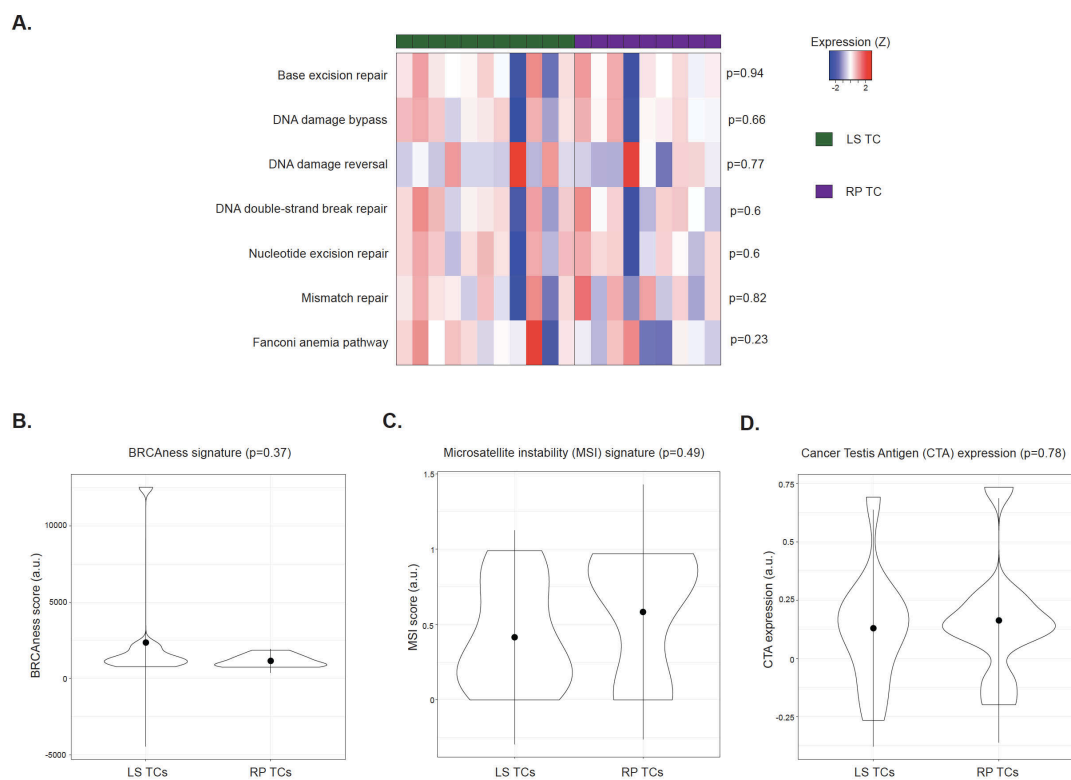 A.
Expression (Z)
-2 2
Base excision repair p=0.94
DNA damage bypass p=0.66
LS TC
DNA damage reversal p=0.77
RP TC
DNA double-strand break repair p=0.6
Nucleotide excision repair p=0.6
Mismatch repair p=0.82
Fanconi anemia pathway p=0.23
B.
BRCAness signature (p=0.37)
BRCAness score (a.u.)
10000
5000
0
-5000
LS TCs RP TCs
C.
Microsatellite instability (MSI) signature (p=0.49)
MSI score (a.u.)
1.5
1
0.5
0
LS TCs RP TCs
D.
Cancer Testis Antigen (CTA) expression (p=0.78)
CTA expression (a.u.)
0.75
0.5
0.25
0
-0.25
LS TCs RP TCs